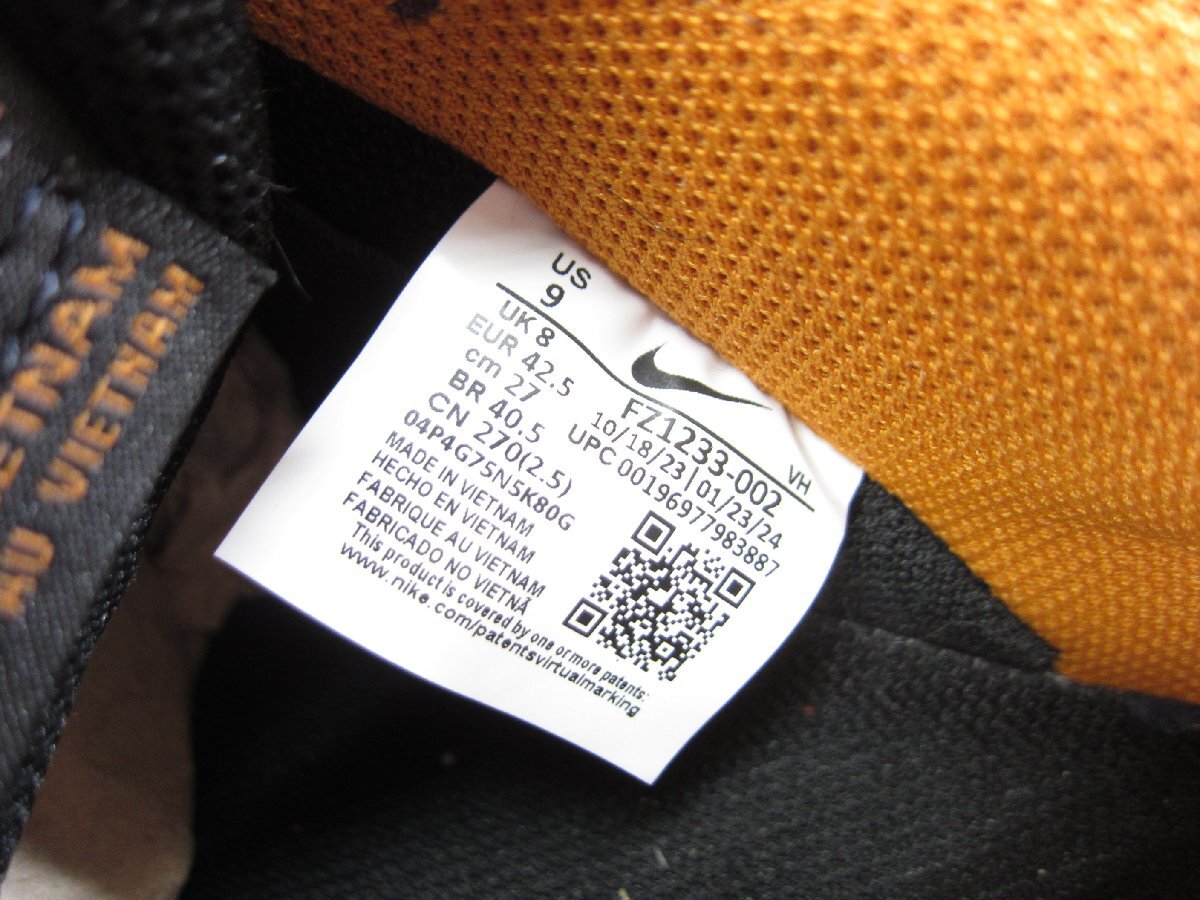 ETNAM
AU VIETNAM
US
9
UK 8
EUR 42.5
cm 27
BR 40.5
CN 270(2.5)
04P4G75N5K80G
MADE IN VIETNAM
HECHO EN VIETNAM
FABRIQUE AU VIETNAM
FABRICADO NO VIETNÃ
This product is covered by one or more patents:
www.nike.com/patentsvirtualmarking
VH
FZ1233-002
10/18/23 | 01/23/24
UPC 00196977983887